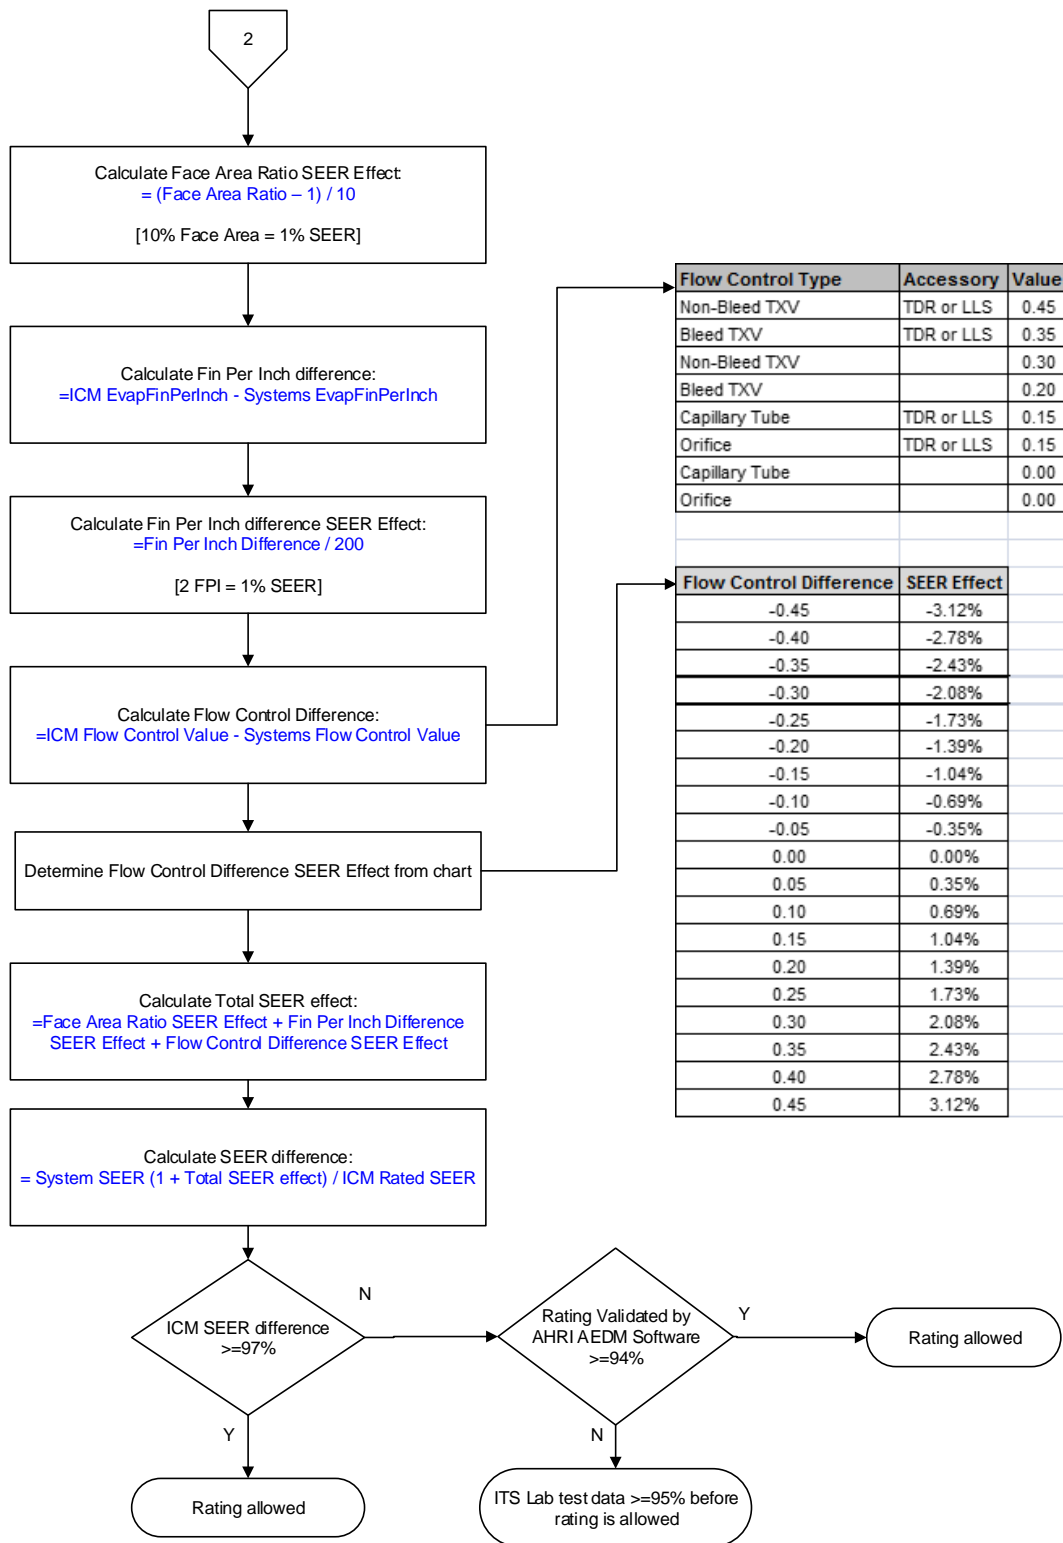 2
Calculate Face Area Ratio SEER Effect:
= (Face Area Ratio – 1) / 10
[10% Face Area = 1% SEER]
Calculate Fin Per Inch difference:
=ICM EvapFinPerInch - Systems EvapFinPerInch
Calculate Fin Per Inch difference SEER Effect:
=Fin Per Inch Difference / 200
[2 FPI = 1% SEER]
Calculate Flow Control Difference:
=ICM Flow Control Value - Systems Flow Control Value
Determine Flow Control Difference SEER Effect from chart
Calculate Total SEER effect:
=Face Area Ratio SEER Effect + Fin Per Inch Difference
SEER Effect + Flow Control Difference SEER Effect
Calculate SEER difference:
= System SEER (1 + Total SEER effect) / ICM Rated SEER
ICM SEER difference
>=97%
N
Y
Rating allowed
Rating Validated by
AHRI AEDM Software
>=94%
Y
Rating allowed
N
ITS Lab test data >=95% before
rating is allowed
Flow Control Type Accessory Value
Non-Bleed TXV TDR or LLS 0.45
Bleed TXV TDR or LLS 0.35
Non-Bleed TXV 0.30
Bleed TXV 0.20
Capillary Tube TDR or LLS 0.15
Orifice TDR or LLS 0.15
Capillary Tube 0.00
Orifice 0.00
Flow Control Difference SEER Effect
-0.45 -3.12%
-0.40 -2.78%
-0.35 -2.43%
-0.30 -2.08%
-0.25 -1.73%
-0.20 -1.39%
-0.15 -1.04%
-0.10 -0.69%
-0.05 -0.35%
0.00 0.00%
0.05 0.35%
0.10 0.69%
0.15 1.04%
0.20 1.39%
0.25 1.73%
0.30 2.08%
0.35 2.43%
0.40 2.78%
0.45 3.12%